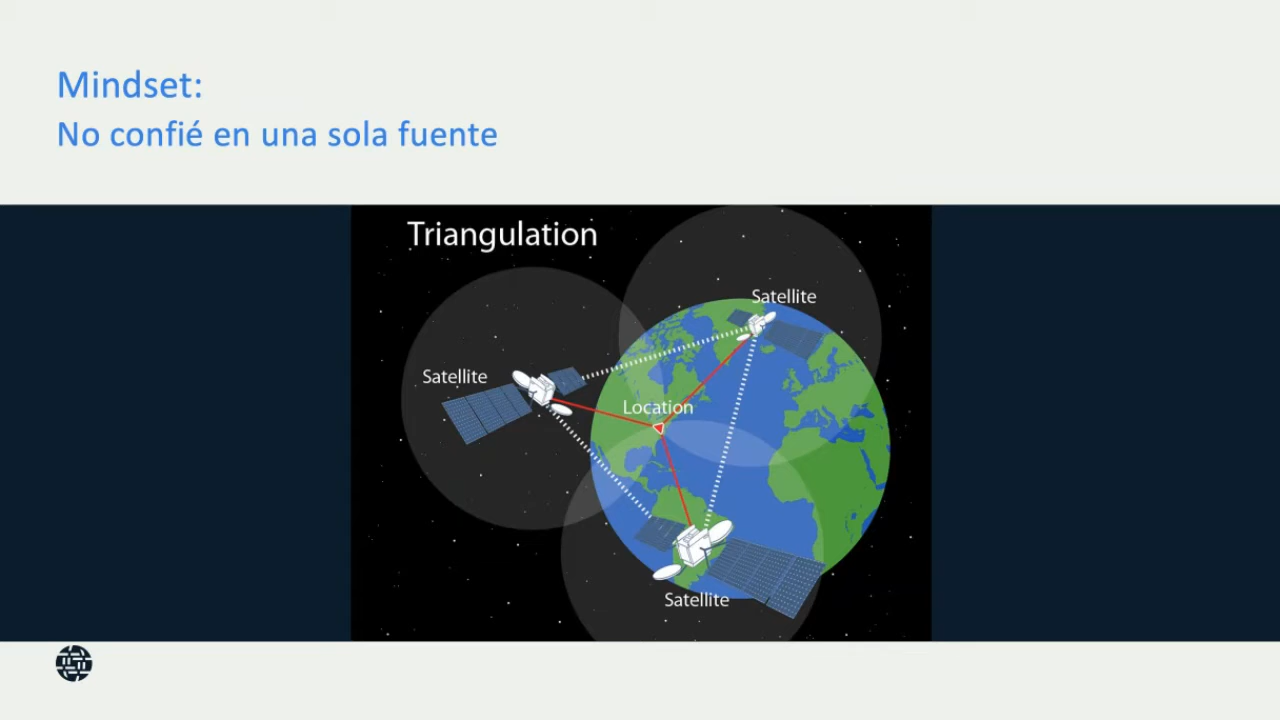 Mindset:
No confié en una sola fuente
Triangulation
Satellite
Satellite
Location
Satellite